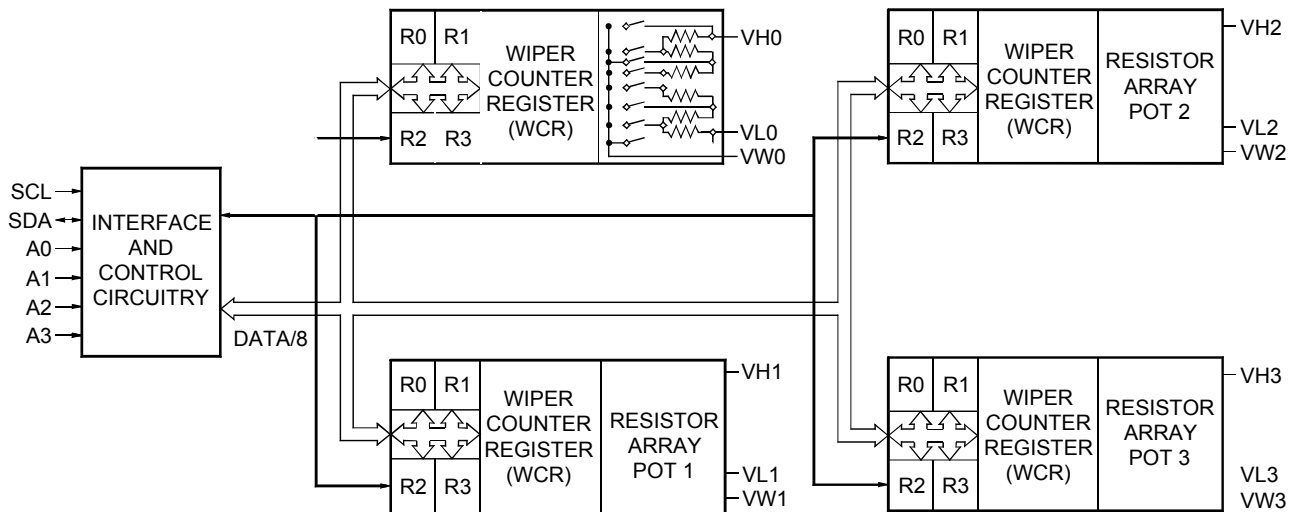 R0 R1
R2 R3
WIPER
COUNTER
REGISTER
(WCR)
VH0
VL0
VW0
R0 R1
R2 R3
WIPER
COUNTER
REGISTER
(WCR)
RESISTOR
ARRAY
POT 2
VH2
VL2
VW2
SCL
SDA
A0
A1
A2
A3
INTERFACE
AND
CONTROL
CIRCUITRY
DATA/8
R0 R1
R2 R3
WIPER
COUNTER
REGISTER
(WCR)
RESISTOR
ARRAY
POT 1
VH1
VL1
VW1
R0 R1
R2 R3
WIPER
COUNTER
REGISTER
(WCR)
RESISTOR
ARRAY
POT 3
VH3
VL3
VW3